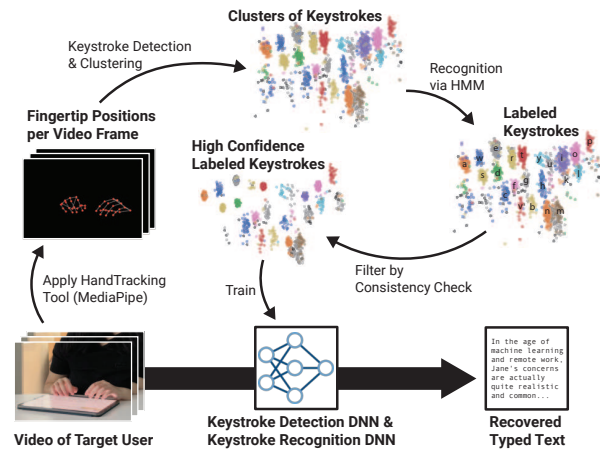 Clusters of Keystrokes
Keystroke Detection
& Clustering
Recognition
via HMM
Fingertip Positions
per Video Frame
High Confidence
Labeled Keystrokes
Labeled
Keystrokes
e
p
a
w
r
t
y
u
i
o
s
d
f
g
h
k
l
v
b
n
m
Apply HandTracking
Tool (MediaPipe)
Train
Filter by
Consistency Check
In the age of
machine learning
and remote work.
Jane's concerns
are actually
quite realistic
and common...
Video of Target User
Keystroke Detection DNN &
Keystroke Recognition DNN
Recovered
Typed Text